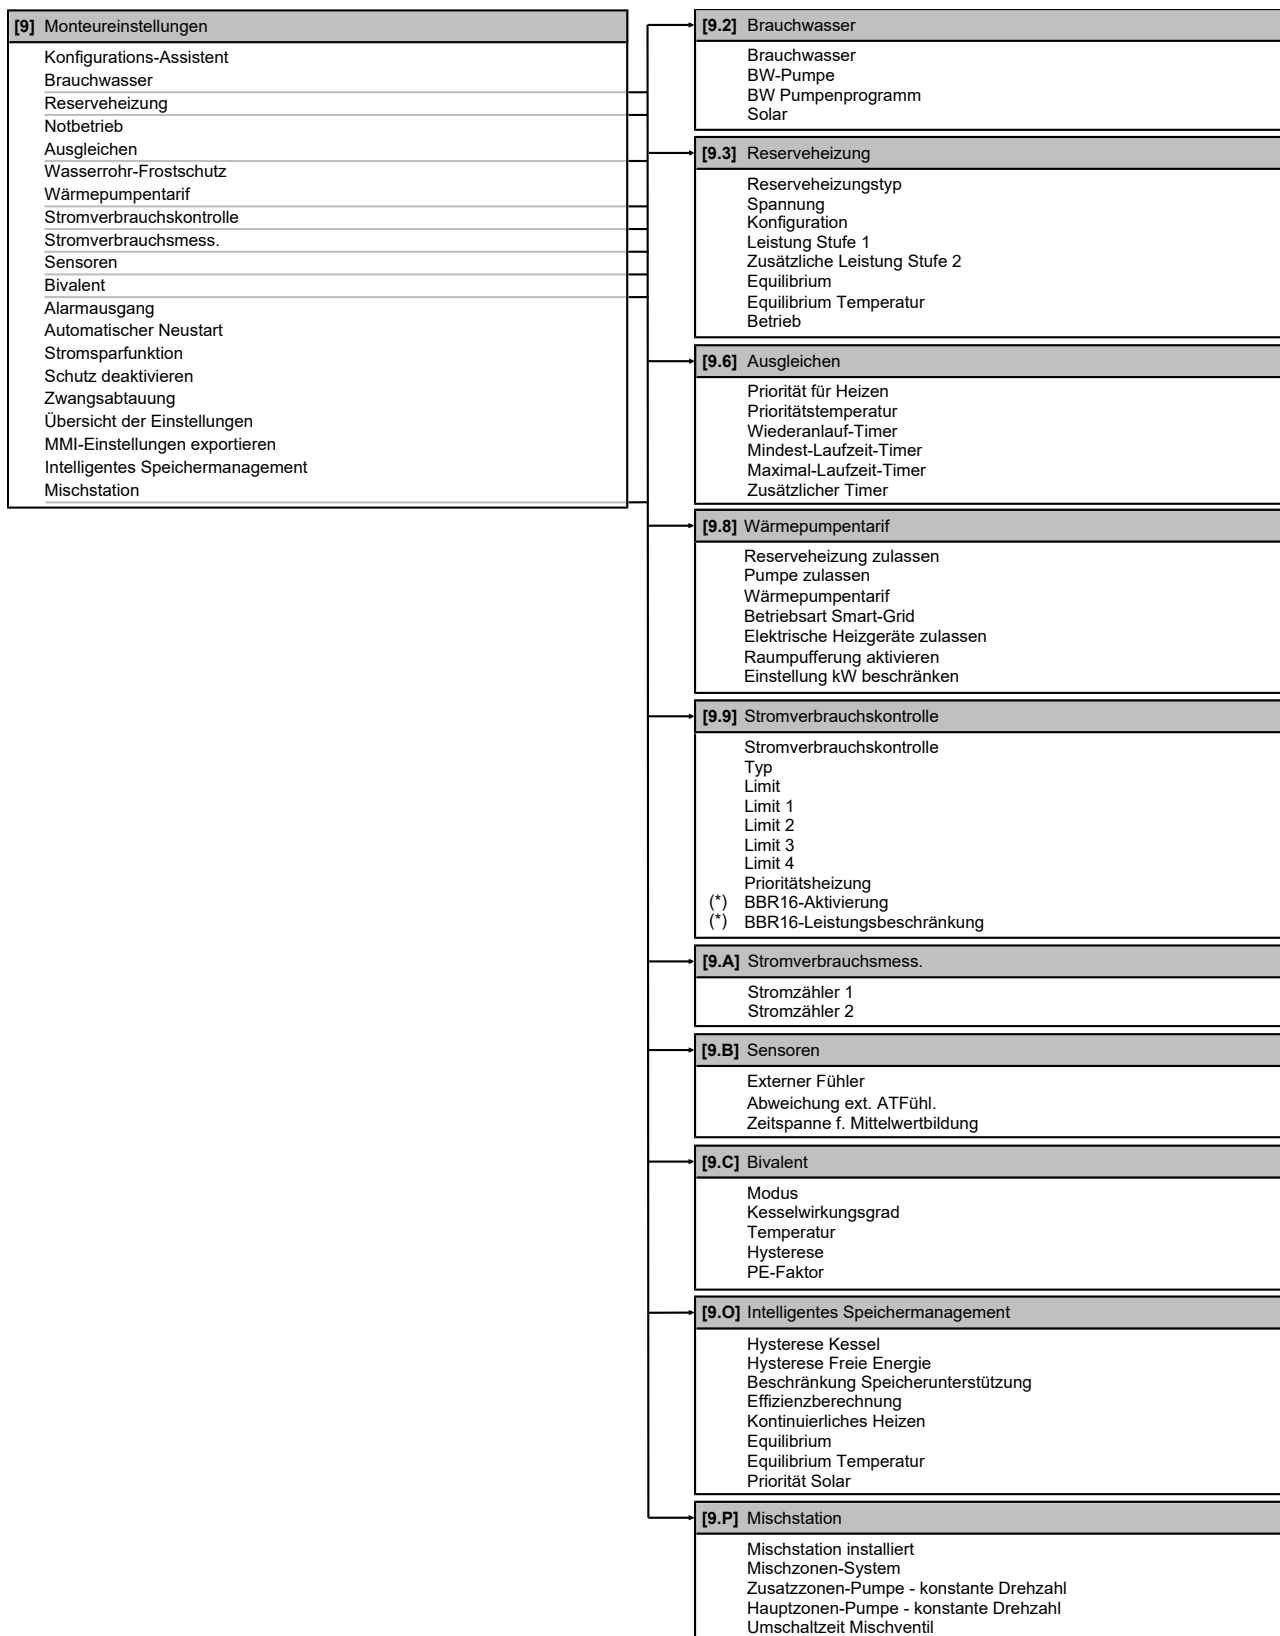 [9] Monteureinstellungen
Konfigurations-Assistent
Brauchwasser
Reserveheizung
Notbetrieb
Ausgleichen
Wasserrohr-Frostschutz
Wärmepumpentarif
Stromverbrauchskontrolle
Stromverbrauchsmess.
Sensoren
Bivalent
Alarmausgang
Automatischer Neustart
Stromsparfunktion
Schutz deaktivieren
Zwangsabtauung
Übersicht der Einstellungen
MMI-Einstellungen exportieren
Intelligentes Speichermanagement
Mischstation
[9.2] Brauchwasser
Brauchwasser
BW-Pumpe
BW Pumpenprogramm
Solar
[9.3] Reserveheizung
Reserveheizungstyp
Spannung
Konfiguration
Leistung Stufe 1
Zusätzliche Leistung Stufe 2
Equilibrium
Equilibrium Temperatur
Betrieb
[9.6] Ausgleichen
Priorität für Heizen
Prioritätstemperatur
Wiederanlauf-Timer
Mindest-Laufzeit-Timer
Maximal-Laufzeit-Timer
Zusätzlicher Timer
[9.8] Wärmepumpentarif
Reserveheizung zulassen
Pumpe zulassen
Wärmepumpentarif
Betriebsart Smart-Grid
Elektrische Heizgeräte zulassen
Raumpufferung aktivieren
Einstellung kW beschränken
[9.9] Stromverbrauchskontrolle
Stromverbrauchskontrolle
Typ
Limit
Limit 1
Limit 2
Limit 3
Limit 4
Prioritätsheizung
(*) BBR16-Aktivierung
(*) BBR16-Leistungsbeschränkung
[9.A] Stromverbrauchsmess.
Stromzähler 1
Stromzähler 2
[9.B] Sensoren
Externer Fühler
Abweichung ext. ATFühl.
Zeitspanne f. Mittelwertbildung
[9.C] Bivalent
Modus
Kesselwirkungsgrad
Temperatur
Hysterese
PE-Faktor
[9.O] Intelligentes Speichermanagement
Hysterese Kessel
Hysterese Freie Energie
Beschränkung Speicherunterstützung
Effizienzberechnung
Kontinuierliches Heizen
Equilibrium
Equilibrium Temperatur
Priorität Solar
[9.P] Mischstation
Mischstation installiert
Mischzonen-System
Zusatzzonen-Pumpe - konstante Drehzahl
Hauptzonen-Pumpe - konstante Drehzahl
Umschaltzeit Mischventil